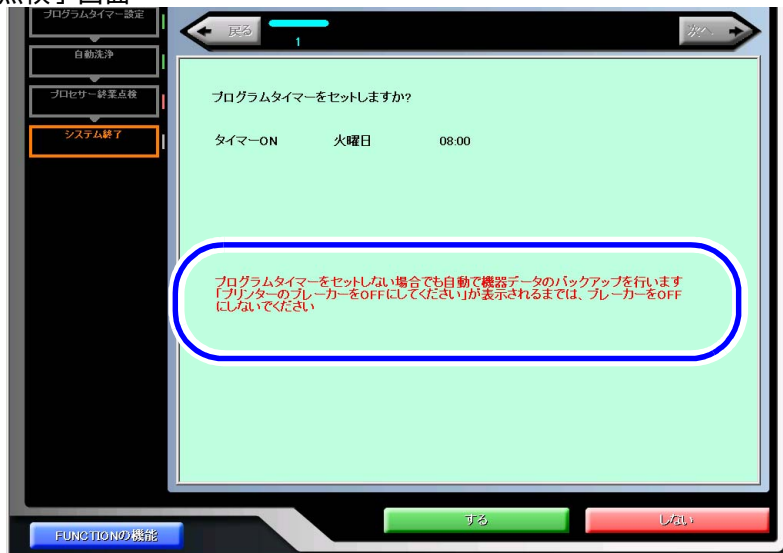 プログラムタイマー設定
戻る
1
次へ
自動洗浄
プロセサー終業点検
システム終了
プログラムタイマーをセットしますか?
タイマーON 火曜日 08:00
プログラムタイマーをセットしない場合でも自動で機器データのバックアップを行います
「プリンターのブレーカーをOFFにしてください」が表示されるまでは、ブレーカーをOFF
にしないでください
する
しない
FUNCTIONの機能